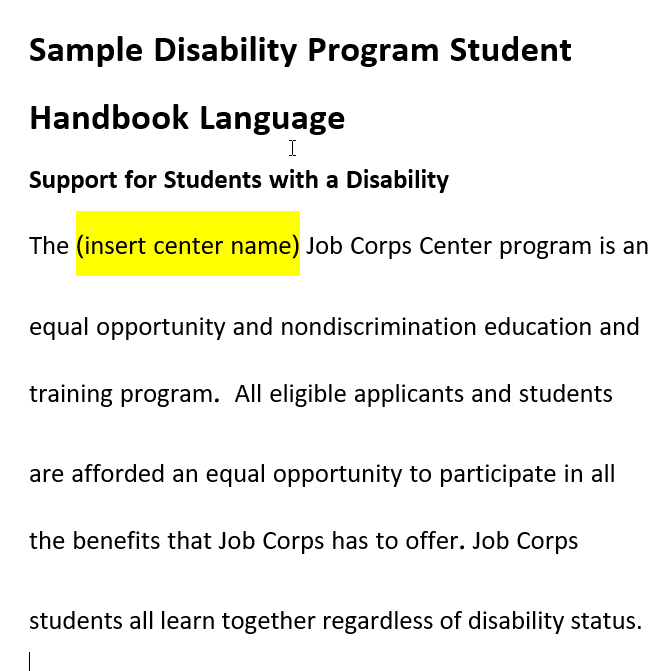 Sample Disability Program Student
Handbook Language
Support for Students with a Disability
The (insert center name) Job Corps Center program is an
equal opportunity and nondiscrimination education and
training program.  All eligible applicants and students
are afforded an equal opportunity to participate in all
the benefits that Job Corps has to offer. Job Corps
students all learn together regardless of disability status.